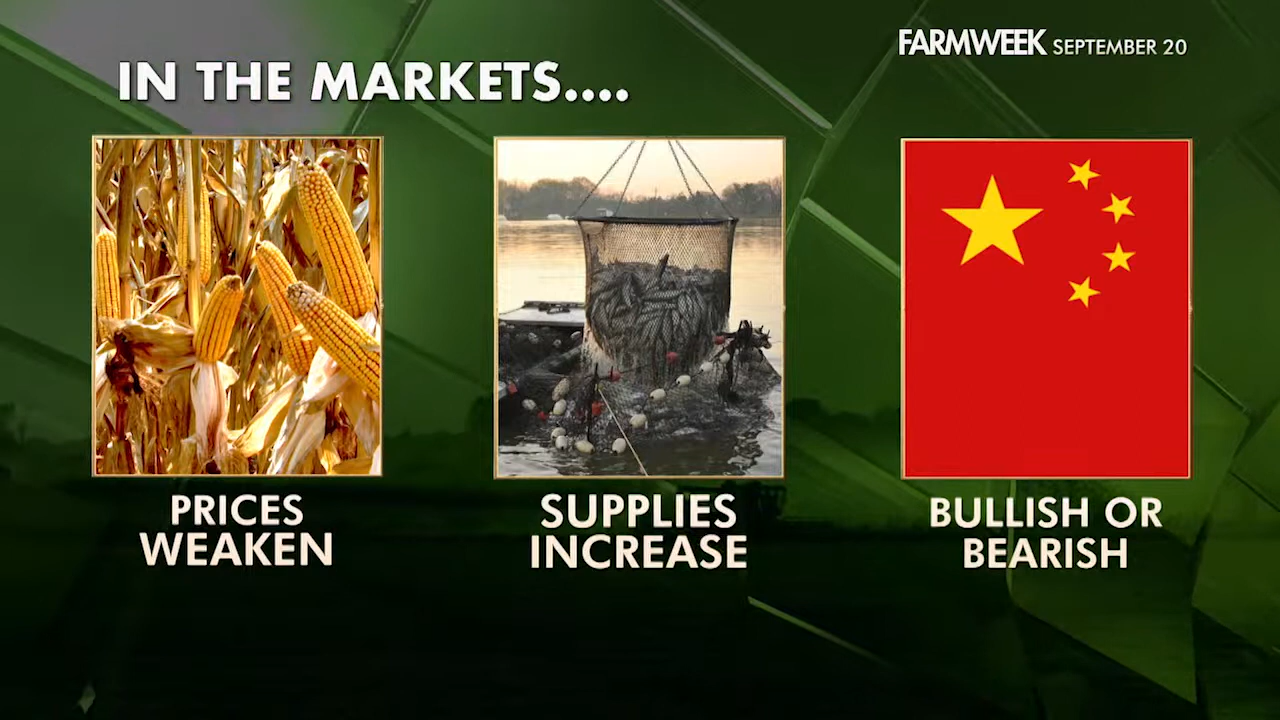 FARMWEEK SEPTEMBER 20
IN THE MARKETS....
PRICES
WEAKEN
SUPPLIES
INCREASE
BULLISH OR
BEARISH